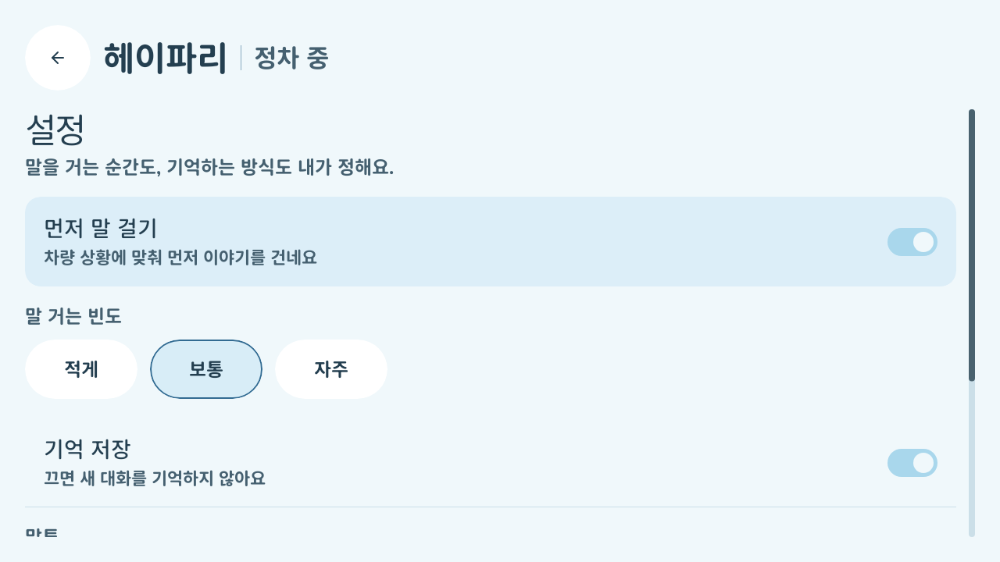 헤이파리
정차 중
설정
말을 거는 순간도, 기억하는 방식도 내가 정해요.
먼저 말 걸기
차량 상황에 맞춰 먼저 이야기를 건네요
말 거는 빈도
적게
보통
자주
기억 저장
끄면 새 대화를 기억하지 않아요